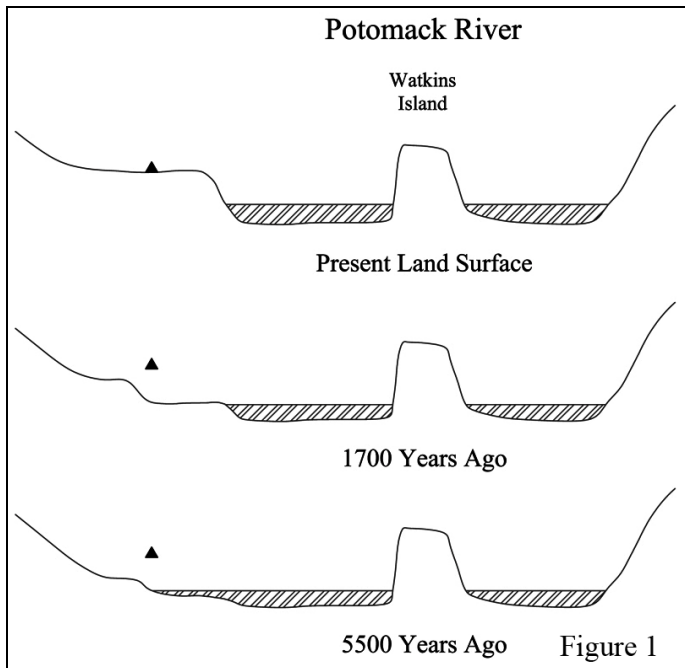 Potomack River
Watkins
Island
Present Land Surface
1700 Years Ago
5500 Years Ago
Figure 1